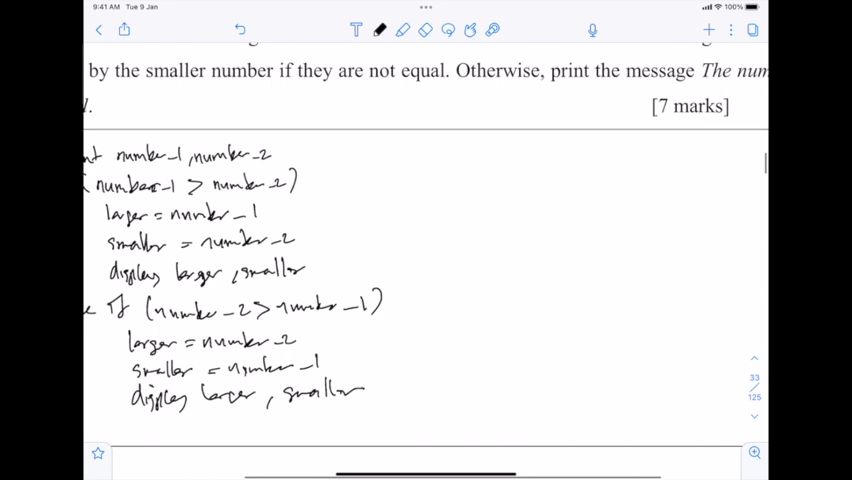 9:41 AM Tue 9 Jan
100%
by the smaller number if they are not equal. Otherwise, print the message The num
l.
[7 marks]
nt number_1, number_2
(number_1 > number_2)
larger = number_1
smaller = number_2
display larger, smaller
e If (number_2 > number_1)
larger = number_2
smaller = number_1
display larger, smaller
33
/
125